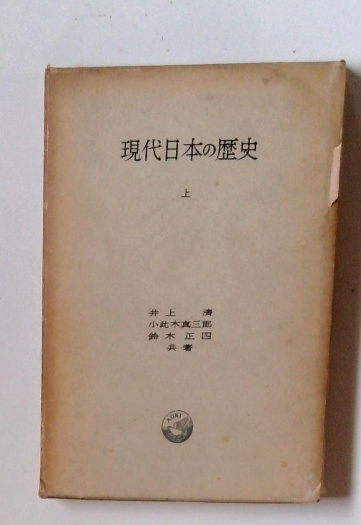 現代日本の歴史
上
井上 清
小此木真三郎
鈴木正四
共著
AOKI